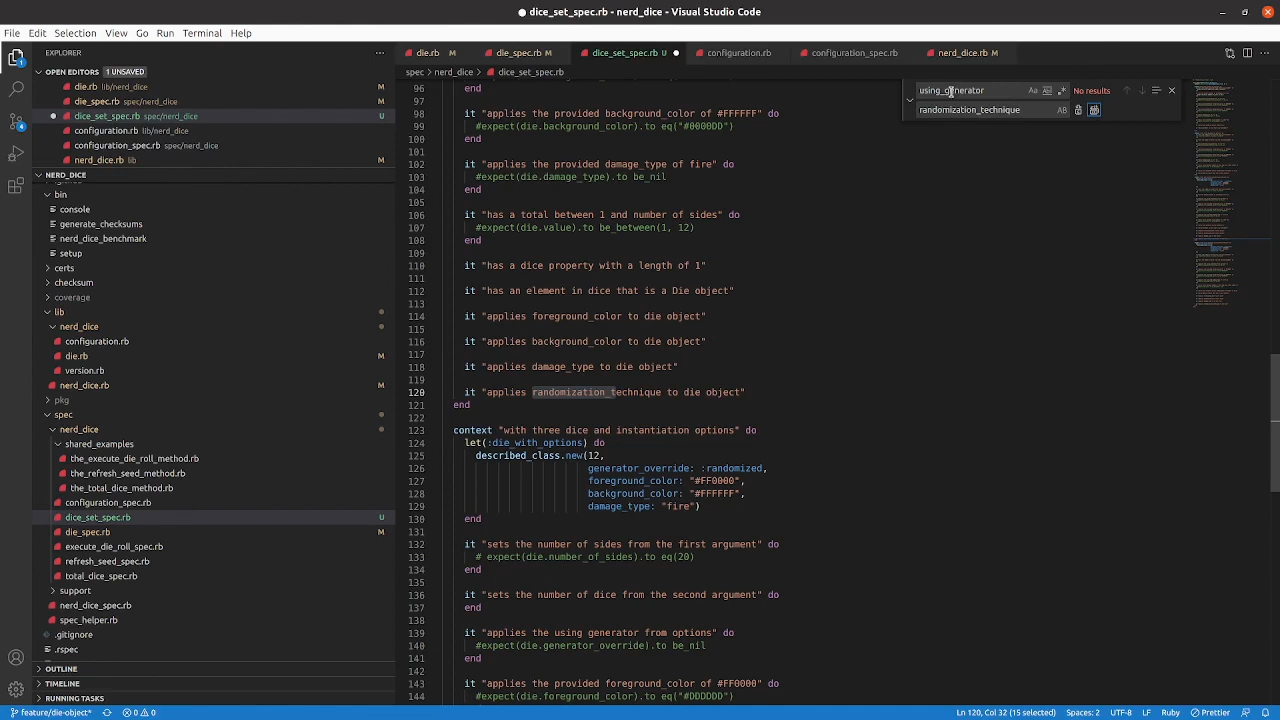 dice_set_spec.rb - nerd_dice - Visual Studio Code
File Edit Selection View Go Run Terminal Help
EXPLORER
die.rb M
die_spec.rb M
dice_set_spec.rb U
configuration.rb
configuration_spec.rb
nerd_dice.rb M
OPEN EDITORS 1 UNSAVED
spec > nerd_dice > dice_set_spec.rb
die.rb lib/nerd_dice M
die_spec.rb spec/nerd_dice M
dice_set_spec.rb spec/nerd_dice U
configuration.rb lib/nerd_dice
configuration_spec.rb spec/nerd_dice
nerd_dice.rb lib M
NERD_DICE
bin
console
generate_checksums
nerd_dice_benchmark
setup
certs
checksum
coverage
lib
nerd_dice
configuration.rb
die.rb M
version.rb
nerd_dice.rb M
pkg
spec
nerd_dice
shared_examples
the_execute_die_roll_method.rb
the_refresh_seed_method.rb
the_total_dice_method.rb
configuration_spec.rb
dice_set_spec.rb U
die_spec.rb M
execute_die_roll_spec.rb
refresh_seed_spec.rb
total_dice_spec.rb
support
nerd_dice_spec.rb
spec_helper.rb
.gitignore
.rspec
OUTLINE
TIMELINE
RUNNING TASKS
using_generator Aa Ab No results
randomization_technique AB
96 end
97
98 it "applies the provided background_color of #FFFFFF" do
99 #expect(die.background_color).to eq("#0000DD")
100 end
101
102 it "applies the provided damage_type of fire" do
103 #expect(die.damage_type).to be_nil
104 end
105
106 it "has total between 1 and number of sides" do
107 #expect(die.value).to be_between(1, 12)
108 end
109
110 it "has dice property with a length of 1"
111
112 it "has an element in dice that is a Die object"
113
114 it "applies foreground_color to die object"
115
116 it "applies background_color to die object"
117
118 it "applies damage_type to die object"
119
120 it "applies randomization_technique to die object"
121 end
122
123 context "with three dice and instantiation options" do
124 let(:die_with_options) do
125 described_class.new(12,
126 generator_override: :randomized,
127 foreground_color: "#FF0000",
128 background_color: "#FFFFFF",
129 damage_type: "fire")
130 end
131
132 it "sets the number of sides from the first argument" do
133 # expect(die.number_of_sides).to eq(20)
134 end
135
136 it "sets the number of dice from the second argument" do
137 end
138
139 it "applies the using generator from options" do
140 #expect(die.generator_override).to be_nil
141 end
142
143 it "applies the provided foreground_color of #FF0000" do
144 #expect(die.foreground_color).to eq("#DDDDDD")
feature/die-object* 0 0
Ln 120, Col 32 (15 selected) Spaces: 2 UTF-8 LF Ruby Prettier